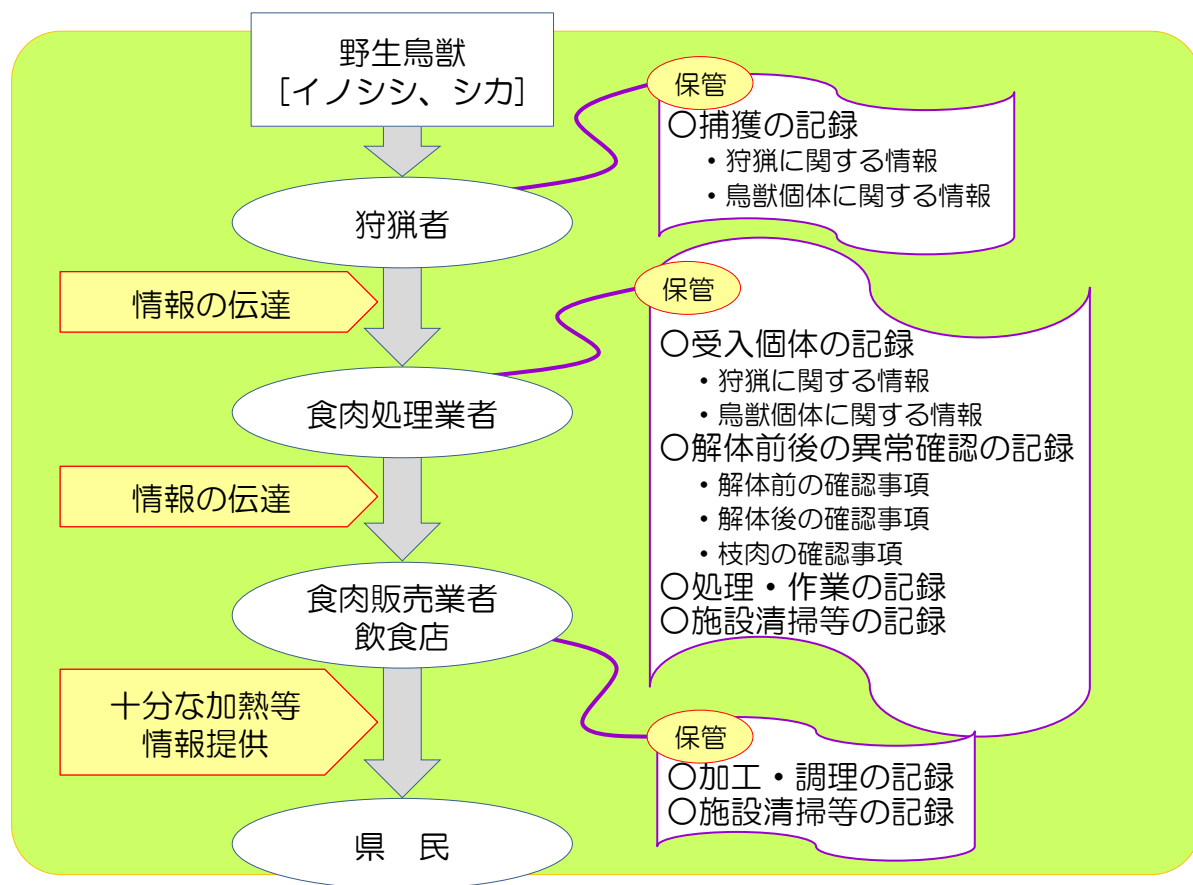 野生鳥獣
[イノシシ、シカ]
保管
○捕獲の記録
・狩猟に関する情報
・鳥獣個体に関する情報
狩猟者
情報の伝達
保管
○受入個体の記録
・狩猟に関する情報
・鳥獣個体に関する情報
○解体前後の異常確認の記録
・解体前の確認事項
・解体後の確認事項
・枝肉の確認事項
○処理・作業の記録
○施設清掃等の記録
食肉処理業者
情報の伝達
食肉販売業者
飲食店
十分な加熱等
情報提供
保管
○加工・調理の記録
○施設清掃等の記録
県　民